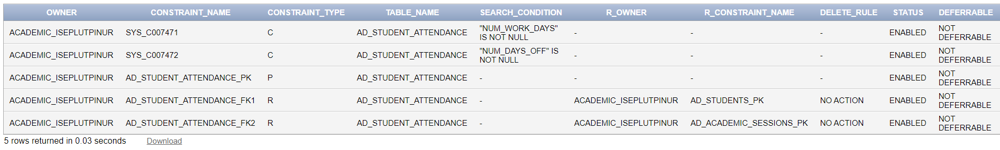 OWNER CONSTRAINT_NAME CONSTRAINT_TYPE TABLE_NAME SEARCH_CONDITION R_OWNER R_CONSTRAINT_NAME DELETE_RULE STATUS DEFERRABLE
ACADEMIC_ISEPLUTPINUR SYS_C007471 C AD_STUDENT_ATTENDANCE "NUM_WORK_DAYS" IS NOT NULL - - - ENABLED NOT DEFERRABLE
ACADEMIC_ISEPLUTPINUR SYS_C007472 C AD_STUDENT_ATTENDANCE "NUM_DAYS_OFF" IS NOT NULL - - - ENABLED NOT DEFERRABLE
ACADEMIC_ISEPLUTPINUR AD_STUDENT_ATTENDANCE_PK P AD_STUDENT_ATTENDANCE - - - - ENABLED NOT DEFERRABLE
ACADEMIC_ISEPLUTPINUR AD_STUDENT_ATTENDANCE_FK1 R AD_STUDENT_ATTENDANCE - ACADEMIC_ISEPLUTPINUR AD_STUDENTS_PK NO ACTION ENABLED NOT DEFERRABLE
ACADEMIC_ISEPLUTPINUR AD_STUDENT_ATTENDANCE_FK2 R AD_STUDENT_ATTENDANCE - ACADEMIC_ISEPLUTPINUR AD_ACADEMIC_SESSIONS_PK NO ACTION ENABLED NOT DEFERRABLE
5 rows returned in 0.03 seconds Download